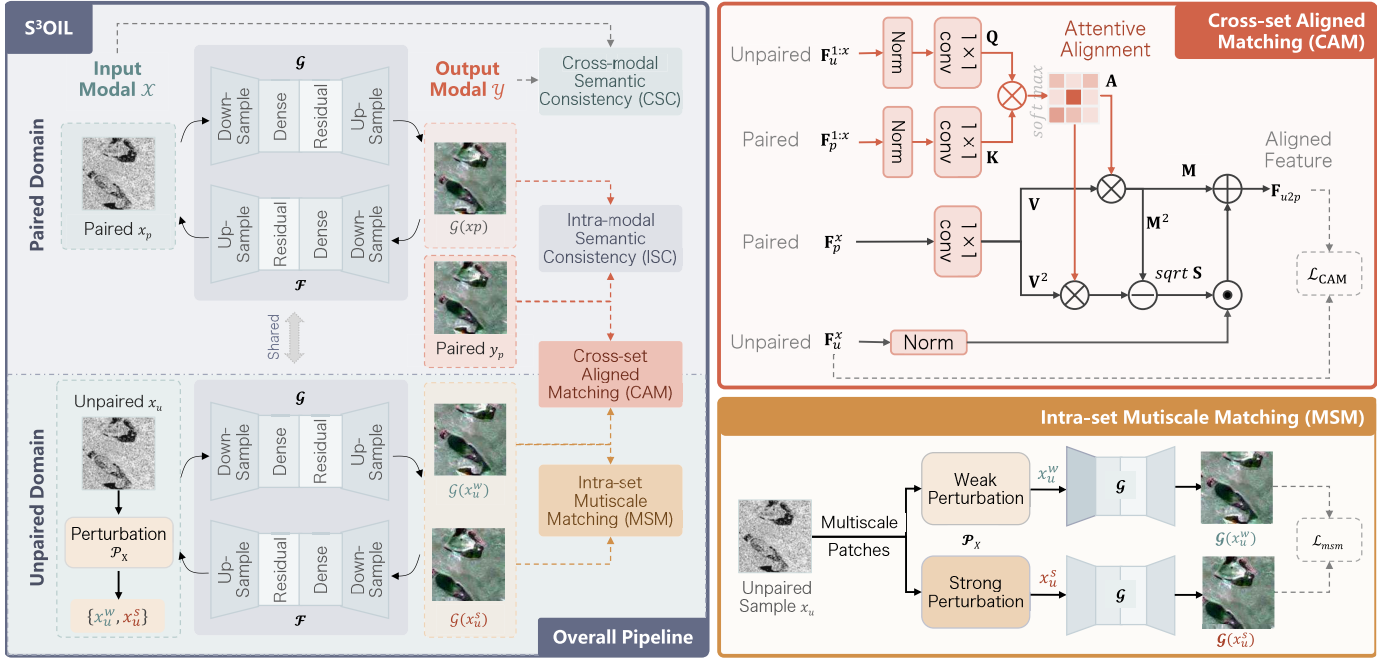 S³OIL
Input
Modal 𝒳
𝓖
Down-
Sample
Dense
Residual
Up-
Sample
Output
Modal 𝒴
Cross-modal
Semantic
Consistency (CSC)
Paired Domain
Paired x_p
Up-
Sample
Residual
Dense
Down-
Sample
𝓕
𝒢(xp)
Intra-modal
Semantic
Consistency (ISC)
Paired y_p
Shared
Cross-set
Aligned
Matching (CAM)
Unpaired Domain
Unpaired x_u
Perturbation
𝓟_X
{x_u^w, x_u^s}
𝓖
Down-
Sample
Dense
Residual
Up-
Sample
Up-
Sample
Residual
Dense
Down-
Sample
𝓕
𝒢(x_u^w)
𝒢(x_u^s)
Intra-set
Mutiscale
Matching (MSM)
Overall Pipeline
Cross-set Aligned
Matching (CAM)
Unpaired F_u^{1:x}
Norm
1×1
conv
Q
Attentive
Alignment
soft max
A
Paired F_p^{1:x}
Norm
1×1
conv
K
Aligned
Feature
M
F_{u2p}
V
M²
Paired F_p^x
1×1
conv
V²
sqrt S
ℒ_CAM
Unpaired F_u^x
Norm
Intra-set Mutiscale Matching (MSM)
Unpaired
Sample x_u
Multiscale
Patches
Weak
Perturbation
x_u^w
𝓖
𝓖(x_u^w)
𝓟_X
Strong
Perturbation
x_u^s
𝓖
𝓖(x_u^s)
ℒ_msm